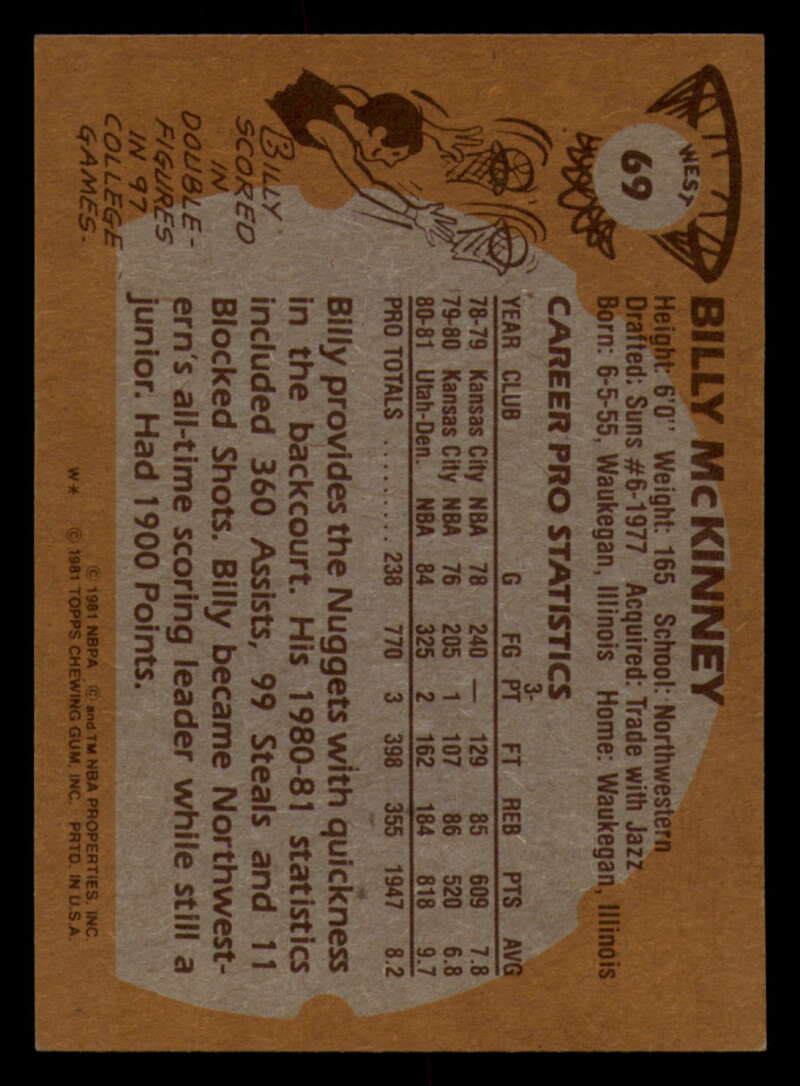 WEST
69
BILLY McKINNEY
Height: 6'0" Weight: 165 School: Northwestern
Drafted: Suns #6-1977 Acquired: Trade with Jazz
Born: 6-5-55, Waukegan, Illinois Home: Waukegan, Illinois
CAREER PRO STATISTICS
YEAR CLUB G FG 3-PT FT REB PTS AVG
78-79 Kansas City NBA 78 240 — 129 85 609 7.8
79-80 Kansas City NBA 76 205 1 107 86 520 6.8
80-81 Utah-Den. NBA 84 325 2 162 184 818 9.7
PRO TOTALS ......... 238 770 3 398 355 1947 8.2
Billy provides the Nuggets with quickness
in the backcourt. His 1980-81 statistics
included 360 Assists, 99 Steals and 11
Blocked Shots. Billy became Northwest-
ern's all-time scoring leader while still a
junior. Had 1900 Points.
BILLY
SCORED
IN
DOUBLE-
FIGURES
IN 97
COLLEGE
GAMES.
© 1981 NBPA © and TM NBA PROPERTIES, INC.
W* © 1981 TOPPS CHEWING GUM, INC. PRTD. IN U.S.A.